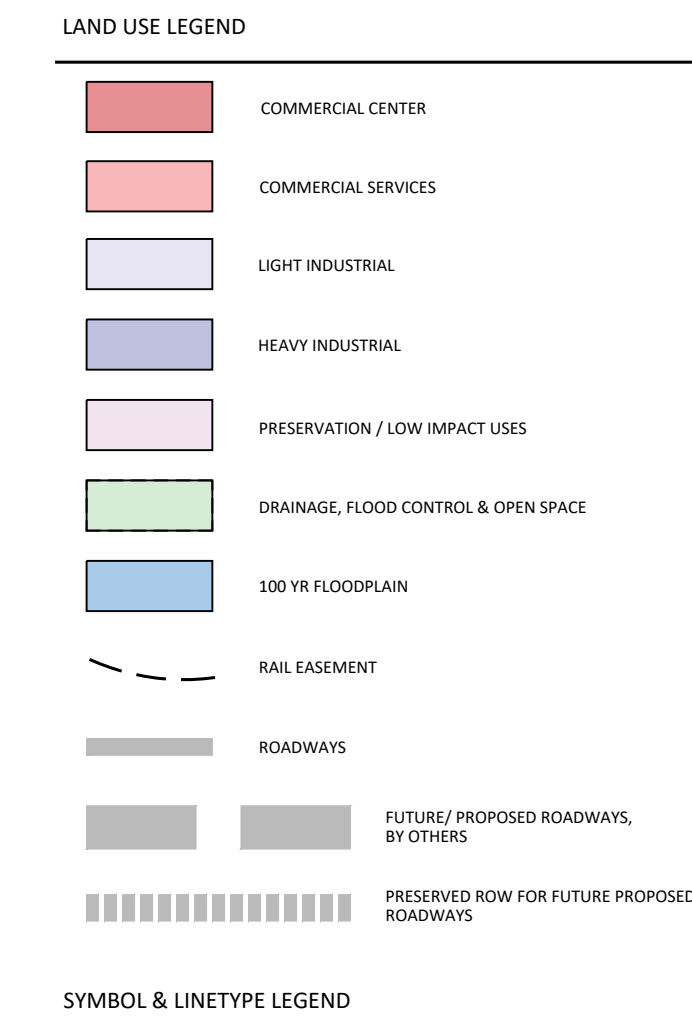 LAND USE LEGEND
COMMERCIAL CENTER
COMMERCIAL SERVICES
LIGHT INDUSTRIAL
HEAVY INDUSTRIAL
PRESERVATION / LOW IMPACT USES
DRAINAGE, FLOOD CONTROL & OPEN SPACE
100 YR FLOODPLAIN
RAIL EASEMENT
ROADWAYS
FUTURE/ PROPOSED ROADWAYS,
BY OTHERS
PRESERVED ROW FOR FUTURE PROPOSED
ROADWAYS
SYMBOL & LINETYPE LEGEND